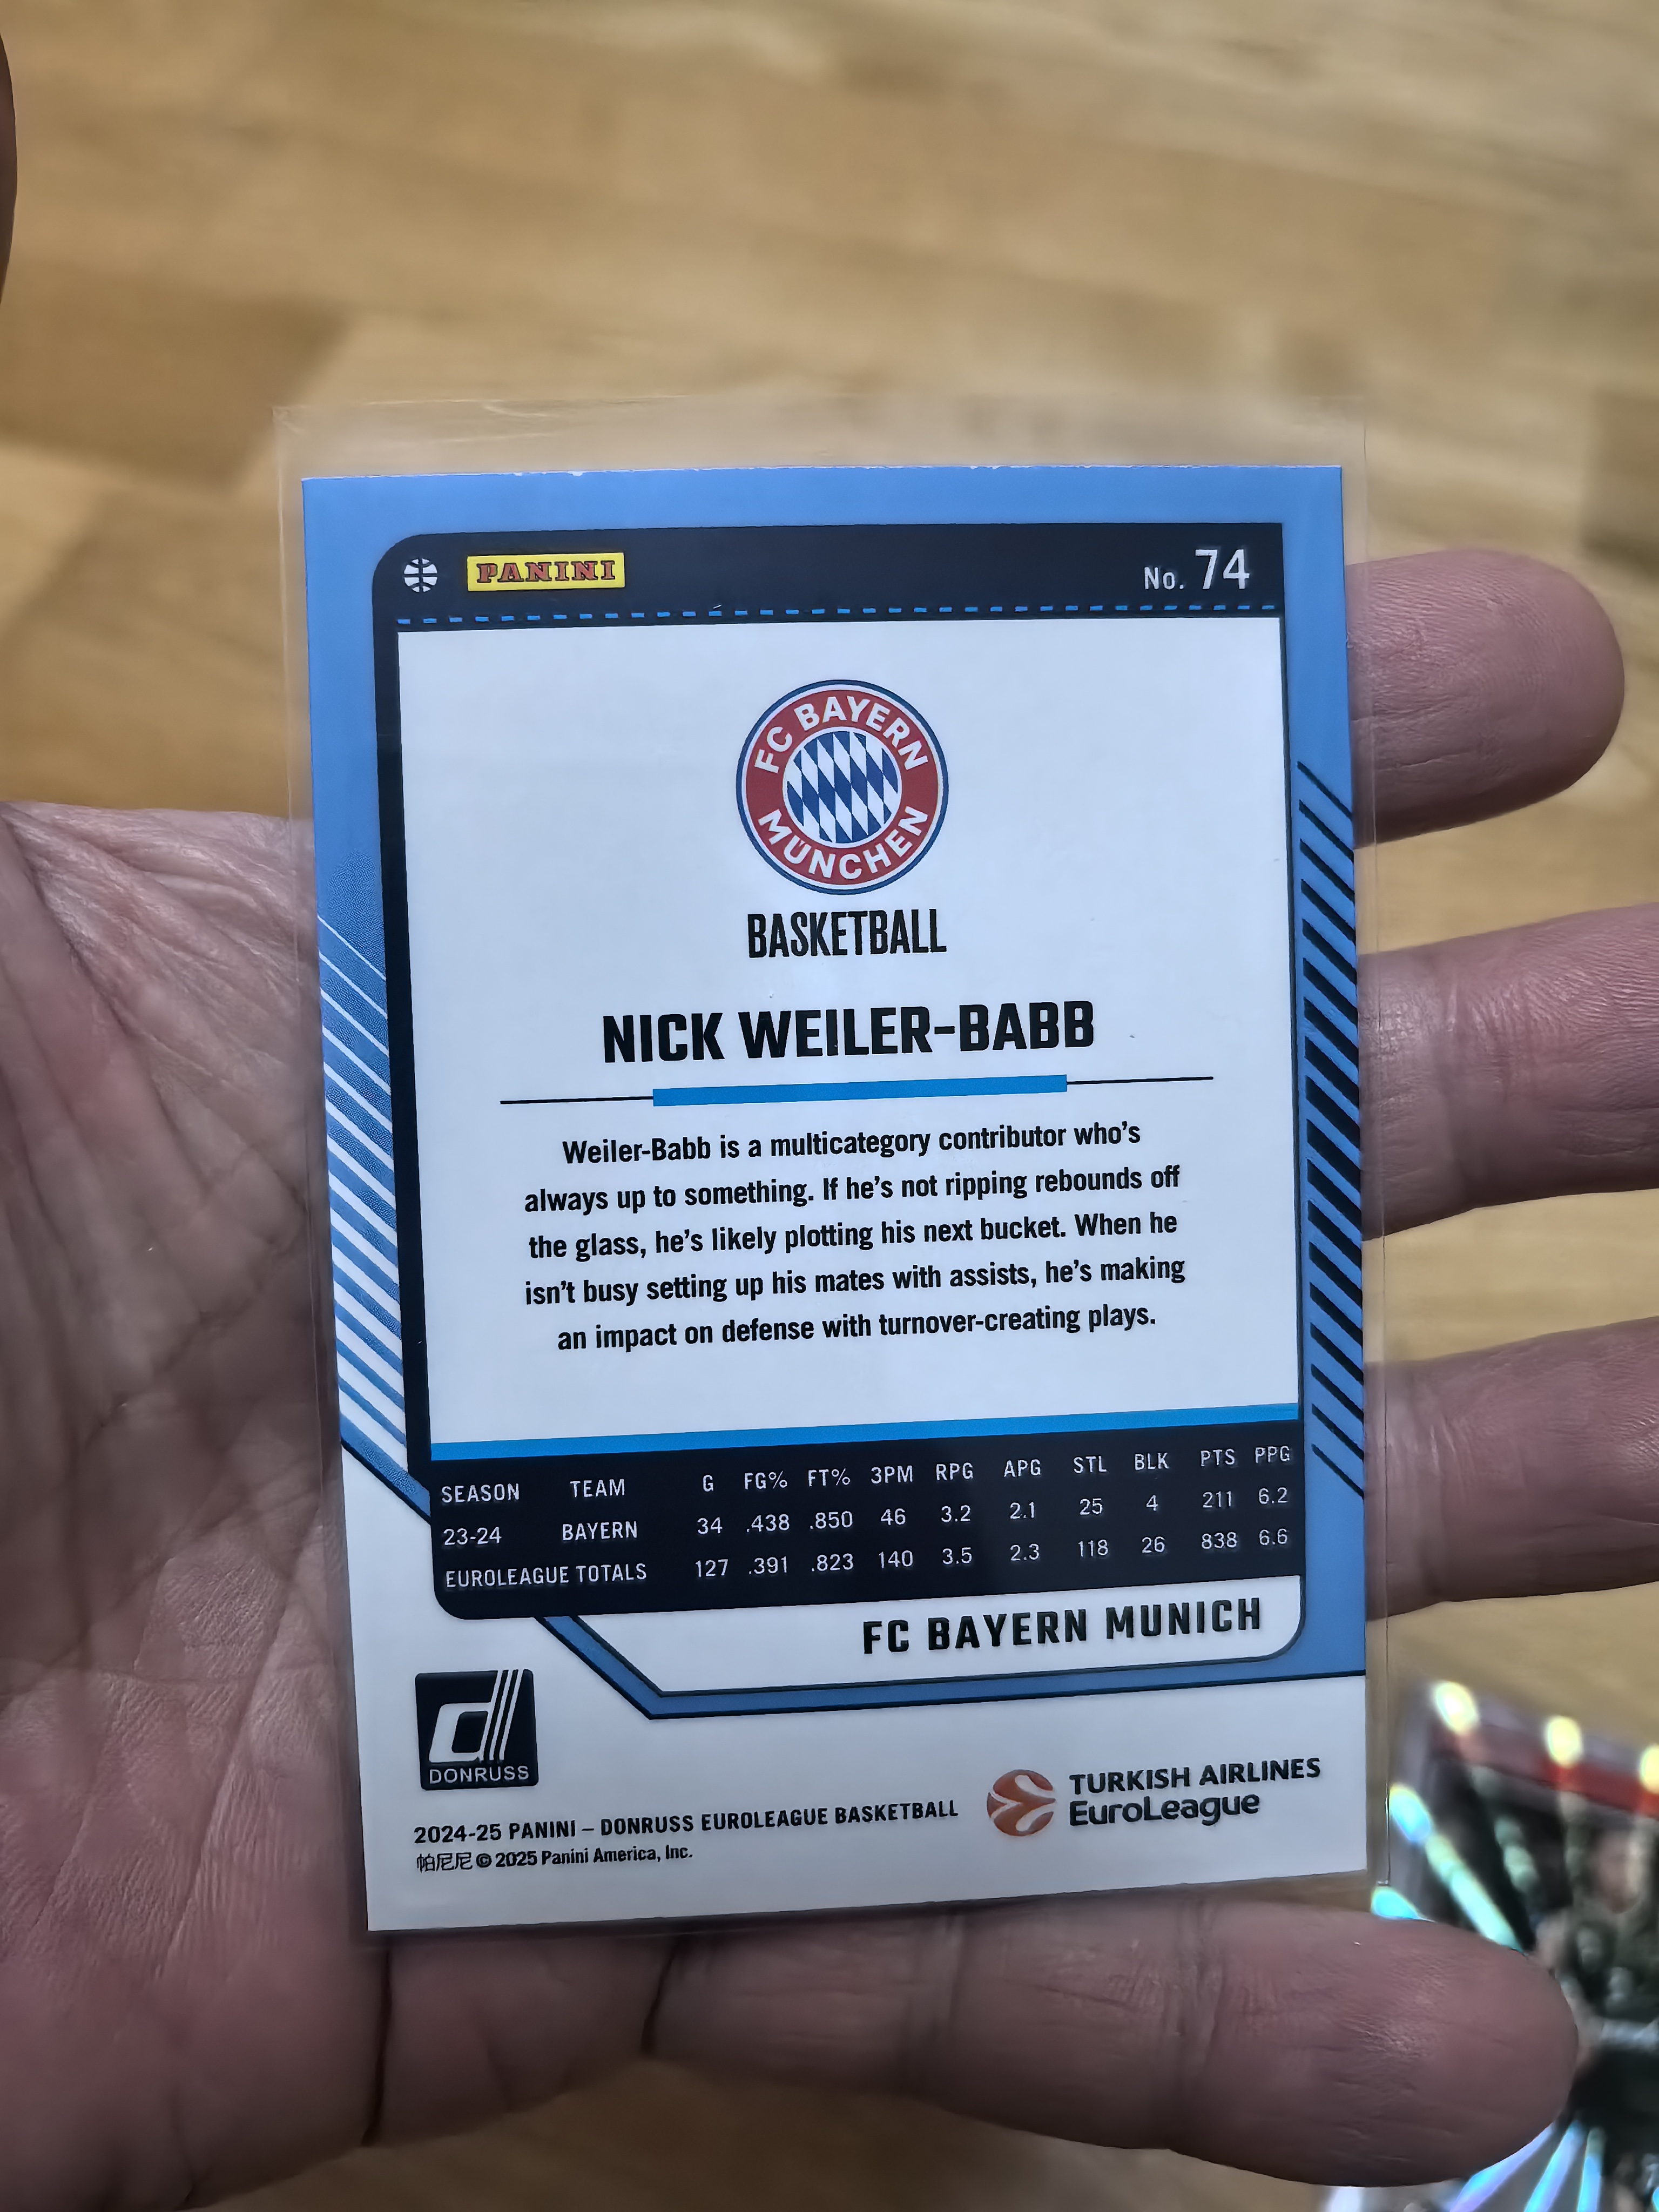 PANINI
No. 74
FC BAYERN
MÜNCHEN
BASKETBALL
NICK WEILER-BABB
Weiler-Babb is a multicategory contributor who's
always up to something. If he's not ripping rebounds off
the glass, he's likely plotting his next bucket. When he
isn't busy setting up his mates with assists, he's making
an impact on defense with turnover-creating plays.
SEASON TEAM G FG% FT% 3PM RPG APG STL BLK PTS PPG
23-24 BAYERN 34 .438 .850 46 3.2 2.1 25 4 211 6.2
EUROLEAGUE TOTALS 127 .391 .823 140 3.5 2.3 118 26 838 6.6
FC BAYERN MUNICH
d
DONRUSS
TURKISH AIRLINES
EuroLeague
2024-25 PANINI – DONRUSS EUROLEAGUE BASKETBALL
帕尼尼 © 2025 Panini America, Inc.